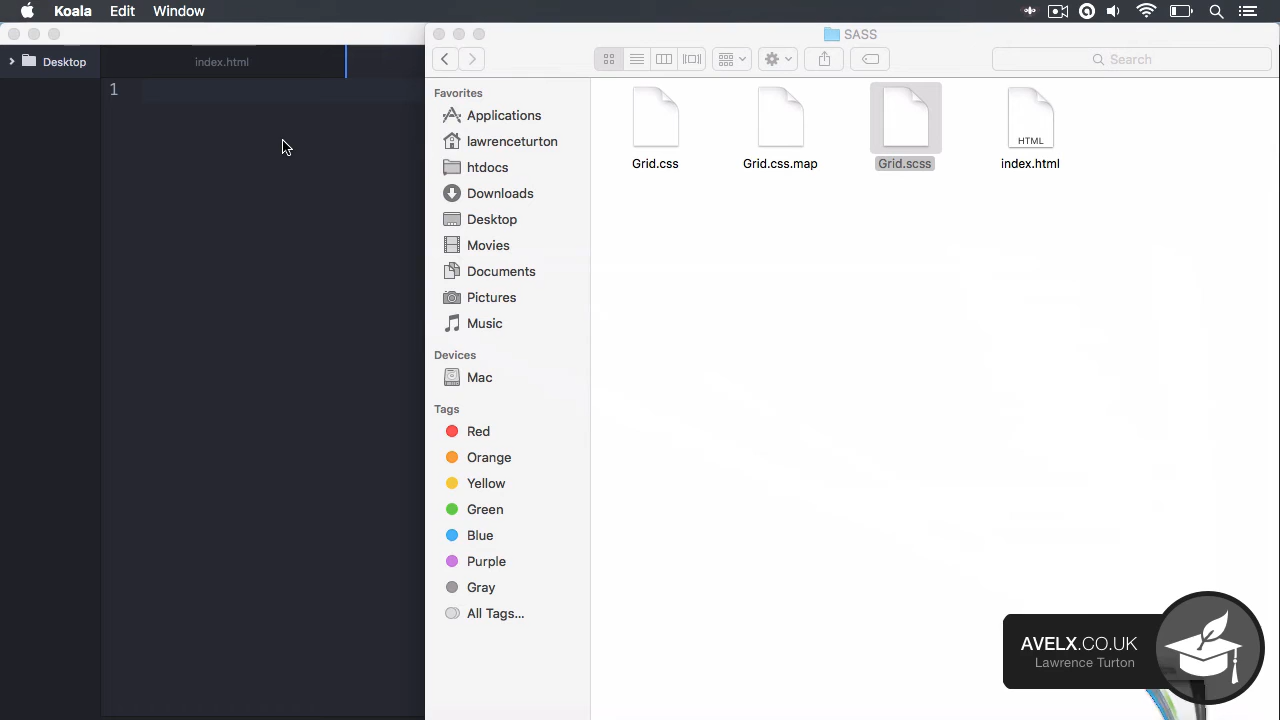 Koala Edit Window
SASS
Desktop
index.html
Search
1
Favorites
Applications
lawrenceturton
htdocs
Downloads
Desktop
Movies
Documents
Pictures
Music
Devices
Mac
Tags
Red
Orange
Yellow
Green
Blue
Purple
Gray
All Tags...
HTML
Grid.css
Grid.css.map
Grid.scss
index.html
AVELX.CO.UK
Lawrence Turton